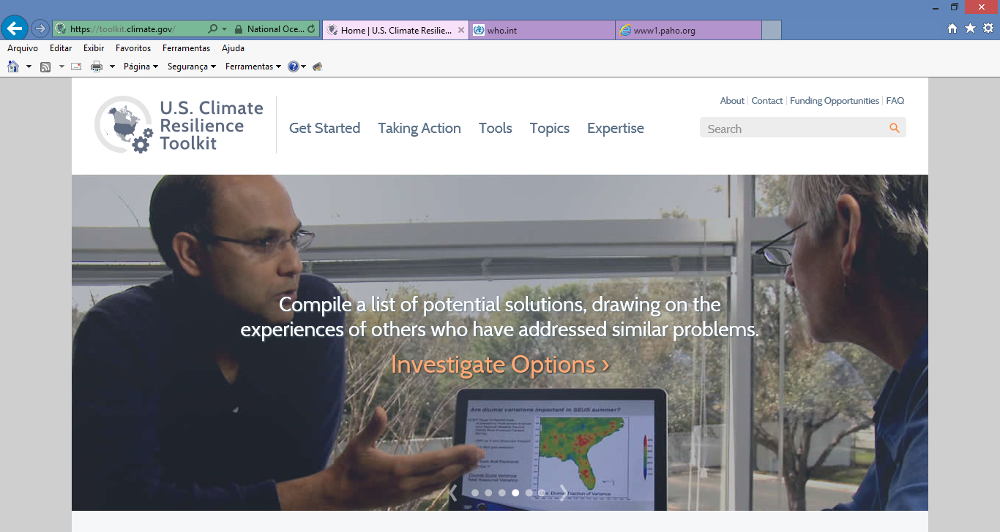 https://toolkit.climate.gov/
National Oce...
Home | U.S. Climate Resilie...
who.int
www1.paho.org
Arquivo Editar Exibir Favoritos Ferramentas Ajuda
Página Segurança Ferramentas
About Contact Funding Opportunities FAQ
U.S. Climate
Resilience
Toolkit
Get Started Taking Action Tools Topics Expertise
Search
Compile a list of potential solutions, drawing on the
experiences of others who have addressed similar problems.
Investigate Options ›
Are diurnal variations important in SEUS summer?